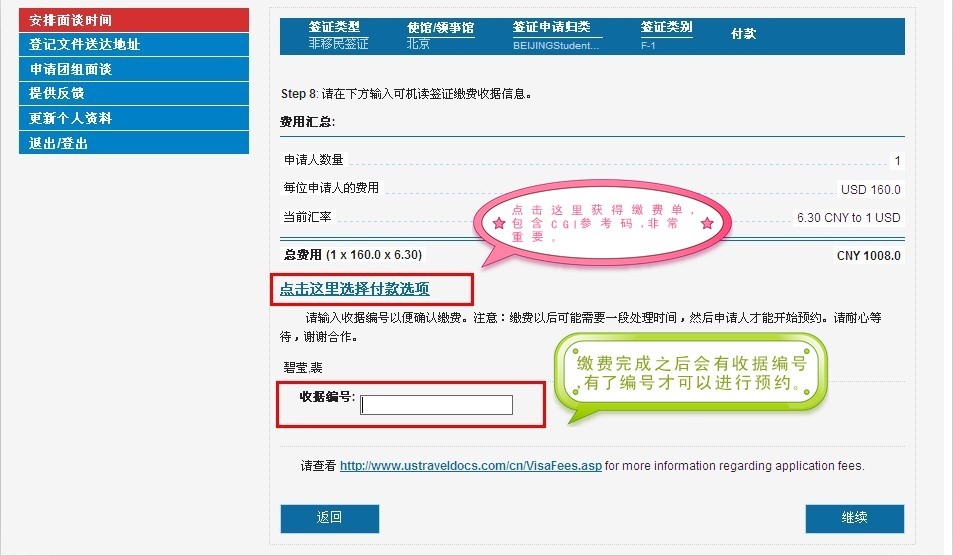 安排面谈时间
登记文件送达地址
申请团组面谈
提供反馈
更新个人资料
退出/登出
签证类型 使馆/领事馆 签证申请归类 签证类别 付款
非移民签证 北京 BEIJINGStudent... F-1
Step 8: 请在下方输入可机读签证缴费收据信息。
费用汇总:
申请人数量 1
每位申请人的费用 USD 160.0
当前汇率 6.30 CNY to 1 USD
点击这里获得缴费单，
包含CGI参考码，非常
重要。
总费用 (1 x 160.0 x 6.30) CNY 1008.0
点击这里选择付款选项
请输入收据编号以便确认缴费。注意：缴费以后可能需要一段处理时间，然后申请人才能开始预约。请耐心等
待，谢谢合作。
缴费完成之后会有收据编号
,有了编号才可以进行预约。
碧莹,裴
收据编号:
请查看 http://www.ustraveldocs.com/cn/VisaFees.asp for more information regarding application fees.
返回 继续